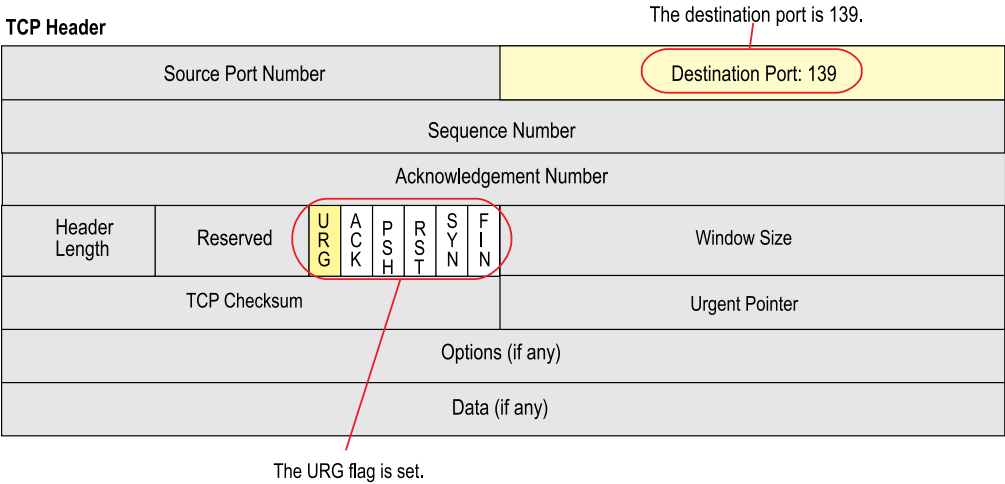 The destination port is 139.
TCP Header
Source Port Number
Destination Port: 139
Sequence Number
Acknowledgement Number
Header
Length
Reserved
URG
ACK
PSH
RST
SYN
FIN
Window Size
TCP Checksum
Urgent Pointer
Options (if any)
Data (if any)
The URG flag is set.